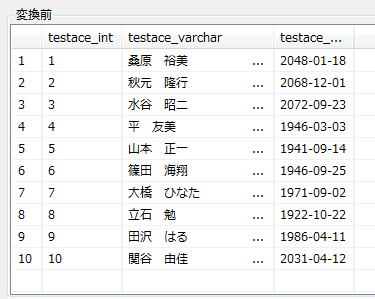 変換前
testace_int testace_varchar testace_...
1 1 桑原　裕美 ... 2048-01-18
2 2 秋元　隆行 ... 2068-12-01
3 3 水谷　昭二 ... 2072-09-23
4 4 平　友美 ... 1946-03-03
5 5 山本　正一 ... 1941-09-14
6 6 篠田　海翔 ... 1946-09-25
7 7 大橋　ひなた ... 1971-09-02
8 8 立石　勉 ... 1922-10-22
9 9 田沢　はる ... 1986-04-11
10 10 関谷　由佳 ... 2031-04-12